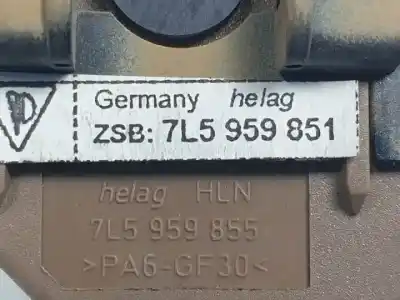 Germany helag
ZSB: 7L5 959 851
helag HLN
7L5 959 855
>PA6-GF30<